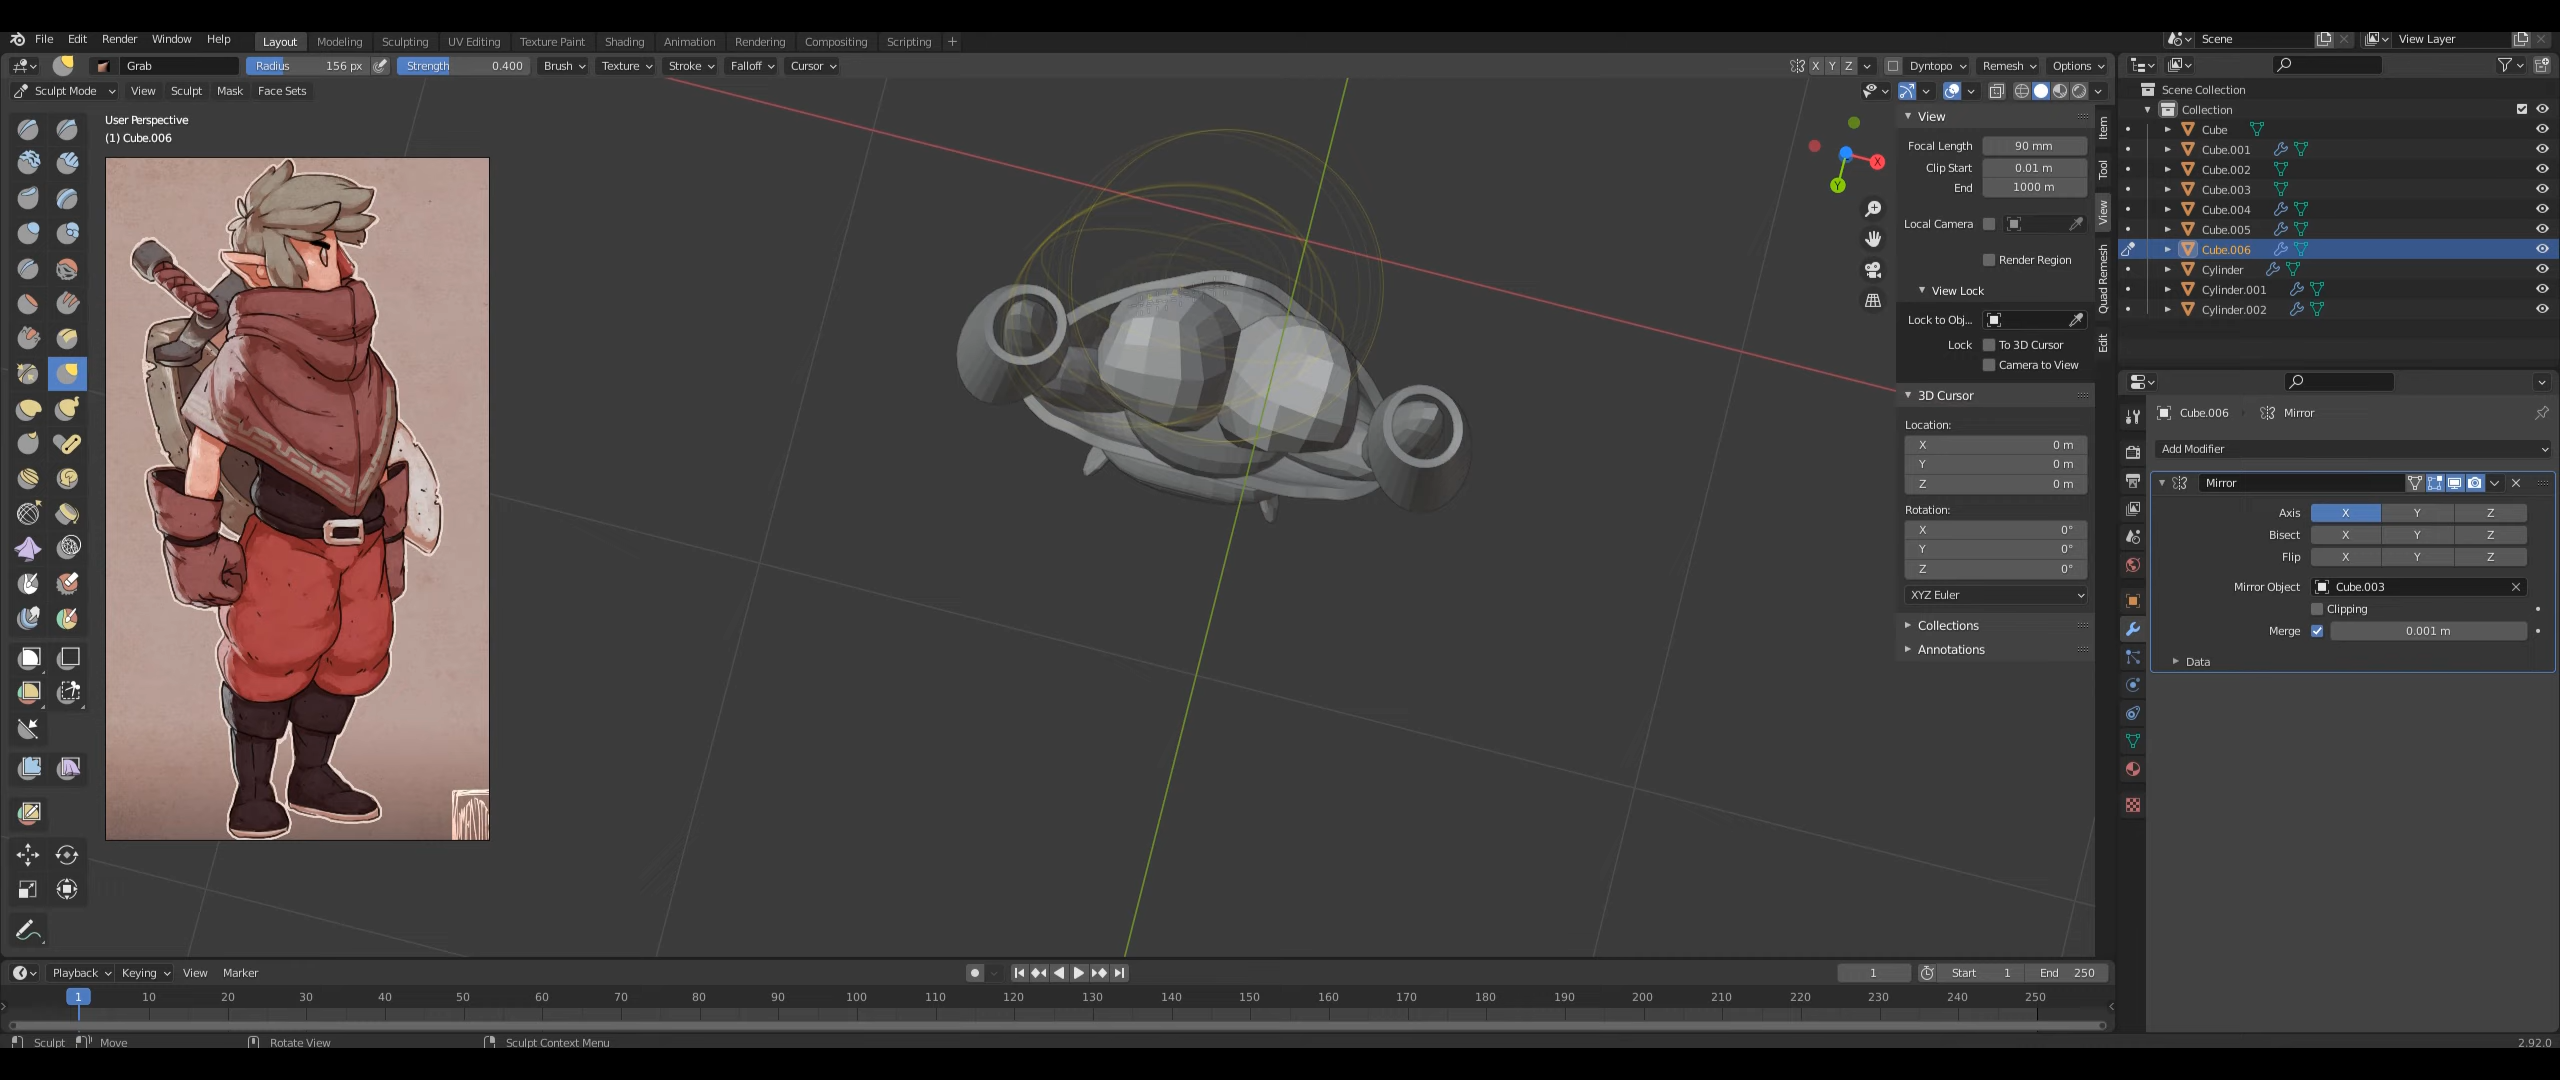 File Edit Render Window Help Layout Modeling Sculpting UV Editing Texture Paint Shading Animation Rendering Compositing Scripting + Scene View Layer
Grab Radius 156 px Strength 0.400 Brush Texture Stroke Falloff Cursor X Y Z Dyntopo Remesh Options
Sculpt Mode View Sculpt Mask Face Sets
User Perspective
(1) Cube.006
X
Y
View
Focal Length 90 mm
Clip Start 0.01 m
End 1000 m
Local Camera
Render Region
View Lock
Lock to Obj...
Lock To 3D Cursor
Camera to View
3D Cursor
Location:
X 0 m
Y 0 m
Z 0 m
Rotation:
X 0°
Y 0°
Z 0°
XYZ Euler
Collections
Annotations
Item
Tool
View
Quad Remesh
Edit
Scene Collection
Collection
Cube
Cube.001
Cube.002
Cube.003
Cube.004
Cube.005
Cube.006
Cylinder
Cylinder.001
Cylinder.002
Cube.006 Mirror
Add Modifier
Mirror
Axis X Y Z
Bisect X Y Z
Flip X Y Z
Mirror Object Cube.003
Clipping
Merge 0.001 m
Data
Playback Keying View Marker 1 Start 1 End 250
1 10 20 30 40 50 60 70 80 90 100 110 120 130 140 150 160 170 180 190 200 210 220 230 240 250
Sculpt Move Rotate View Sculpt Context Menu 2.92.0